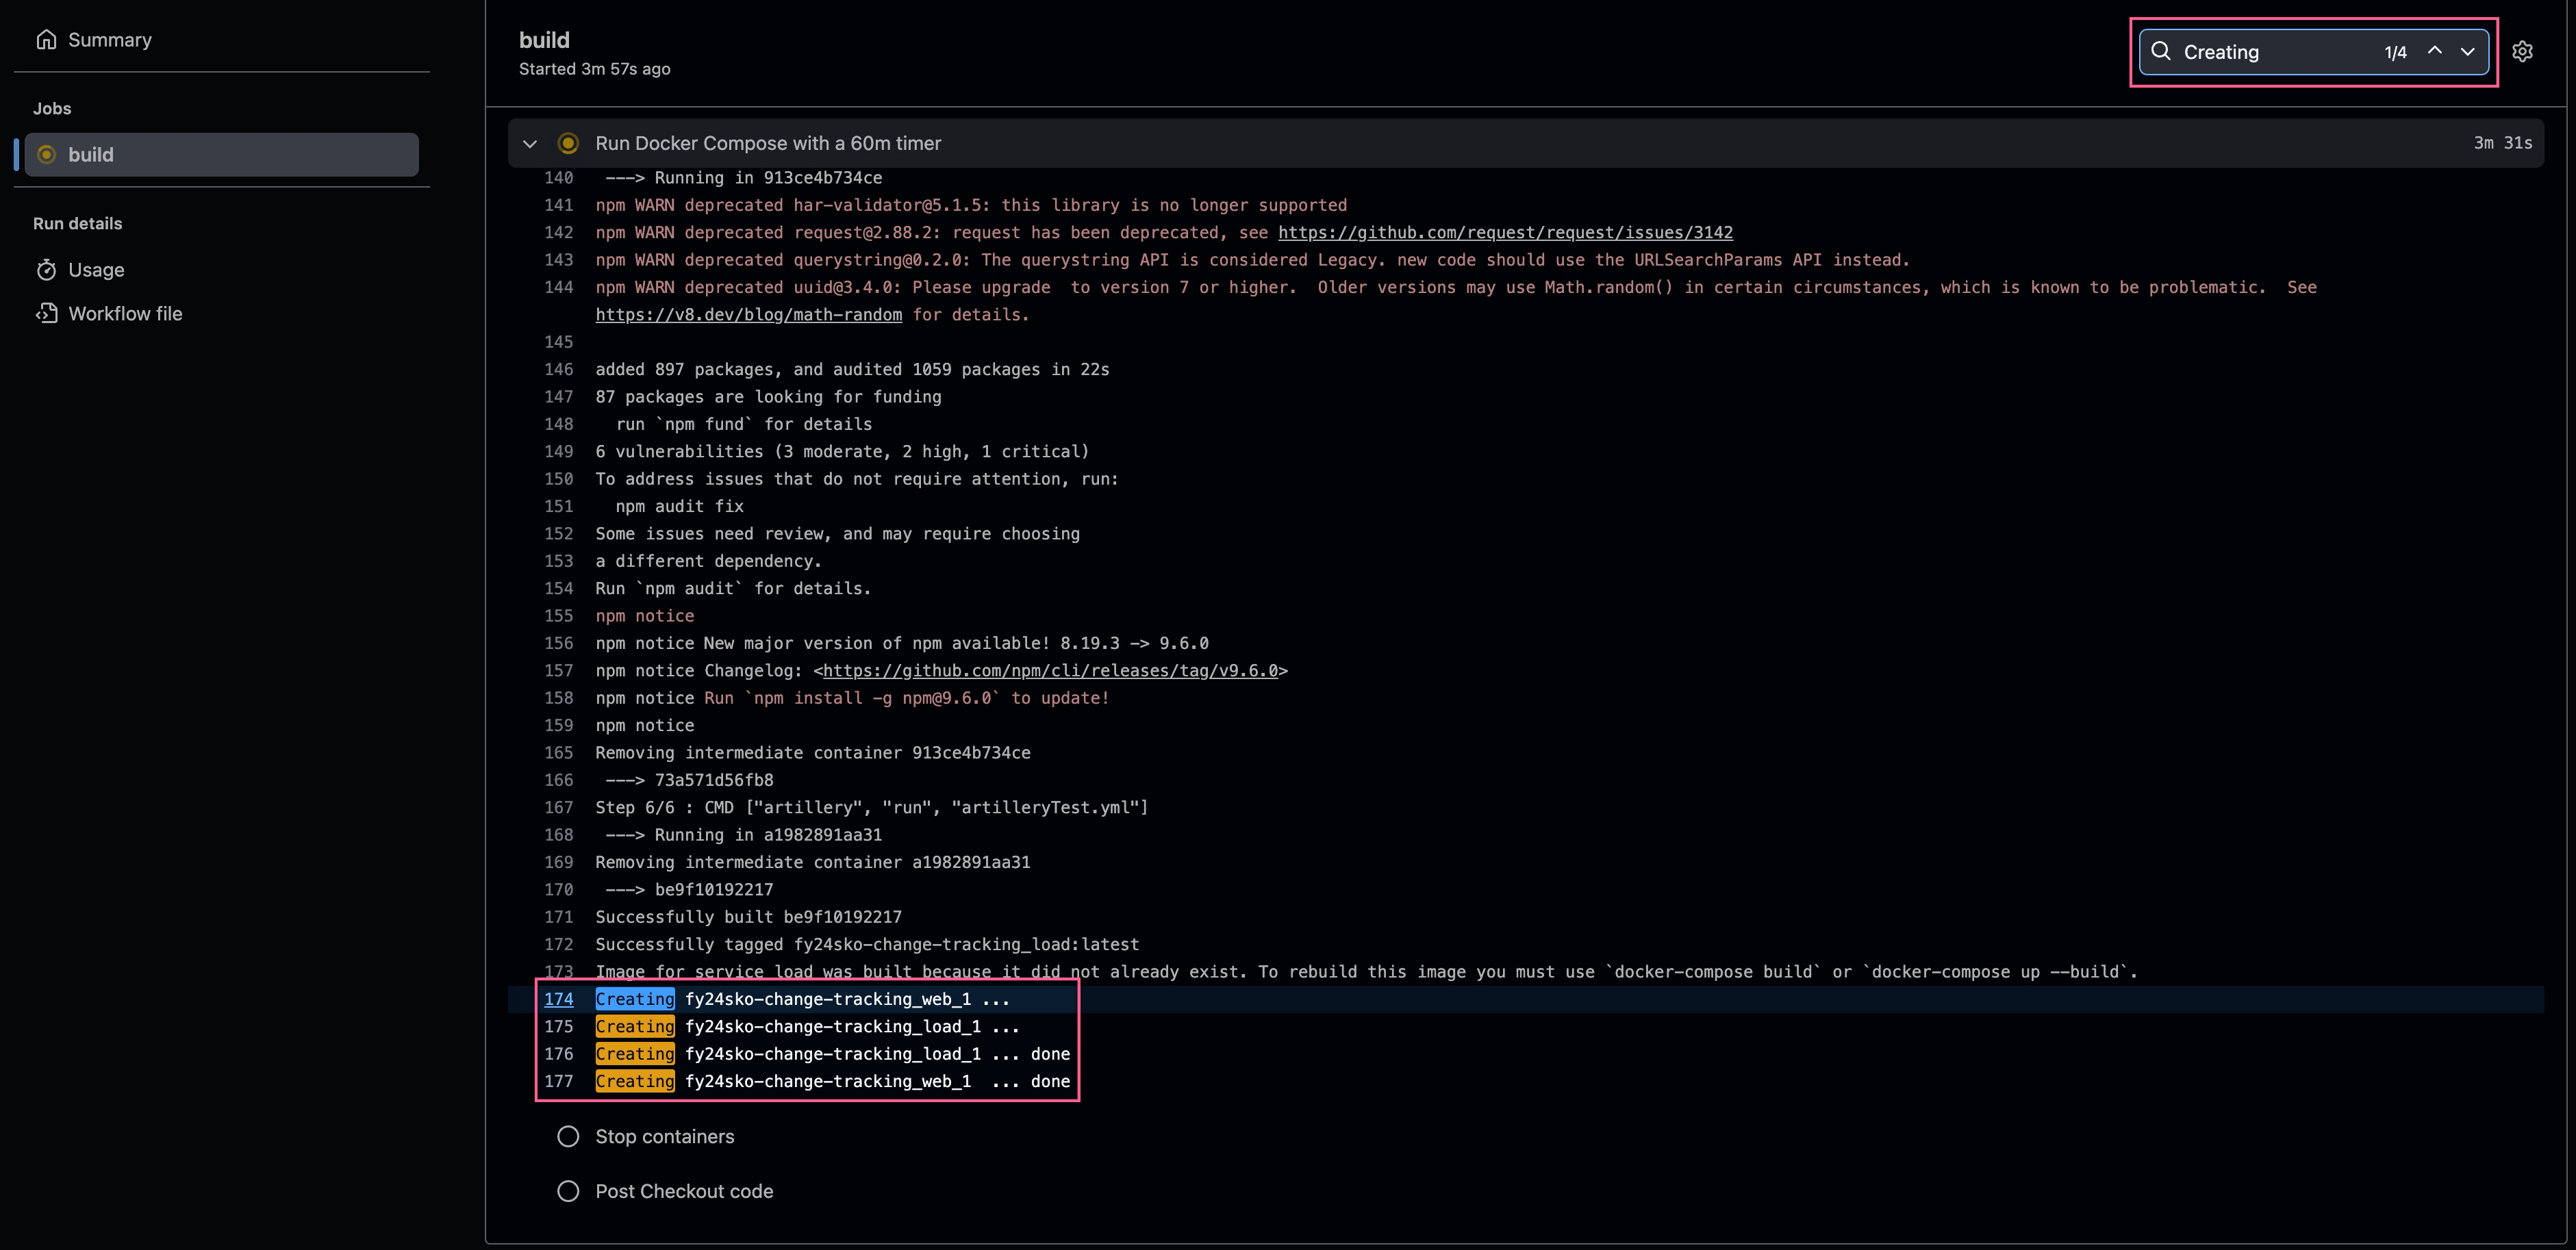 Summary
Jobs
build
Run details
Usage
Workflow file
build
Started 3m 57s ago
Creating 1/4
Run Docker Compose with a 60m timer 3m 31s
140 ---> Running in 913ce4b734ce
141 npm WARN deprecated har-validator@5.1.5: this library is no longer supported
142 npm WARN deprecated request@2.88.2: request has been deprecated, see https://github.com/request/request/issues/3142
143 npm WARN deprecated querystring@0.2.0: The querystring API is considered Legacy. new code should use the URLSearchParams API instead.
144 npm WARN deprecated uuid@3.4.0: Please upgrade  to version 7 or higher.  Older versions may use Math.random() in certain circumstances, which is known to be problematic.  See
https://v8.dev/blog/math-random for details.
145
146 added 897 packages, and audited 1059 packages in 22s
147 87 packages are looking for funding
148   run `npm fund` for details
149 6 vulnerabilities (3 moderate, 2 high, 1 critical)
150 To address issues that do not require attention, run:
151   npm audit fix
152 Some issues need review, and may require choosing
153 a different dependency.
154 Run `npm audit` for details.
155 npm notice
156 npm notice New major version of npm available! 8.19.3 -> 9.6.0
157 npm notice Changelog: <https://github.com/npm/cli/releases/tag/v9.6.0>
158 npm notice Run `npm install -g npm@9.6.0` to update!
159 npm notice
165 Removing intermediate container 913ce4b734ce
166 ---> 73a571d56fb8
167 Step 6/6 : CMD ["artillery", "run", "artilleryTest.yml"]
168 ---> Running in a1982891aa31
169 Removing intermediate container a1982891aa31
170 ---> be9f10192217
171 Successfully built be9f10192217
172 Successfully tagged fy24sko-change-tracking_load:latest
173 Image for service load was built because it did not already exist. To rebuild this image you must use `docker-compose build` or `docker-compose up --build`.
174 Creating fy24sko-change-tracking_web_1 ...
175 Creating fy24sko-change-tracking_load_1 ...
176 Creating fy24sko-change-tracking_load_1 ... done
177 Creating fy24sko-change-tracking_web_1  ... done
Stop containers
Post Checkout code